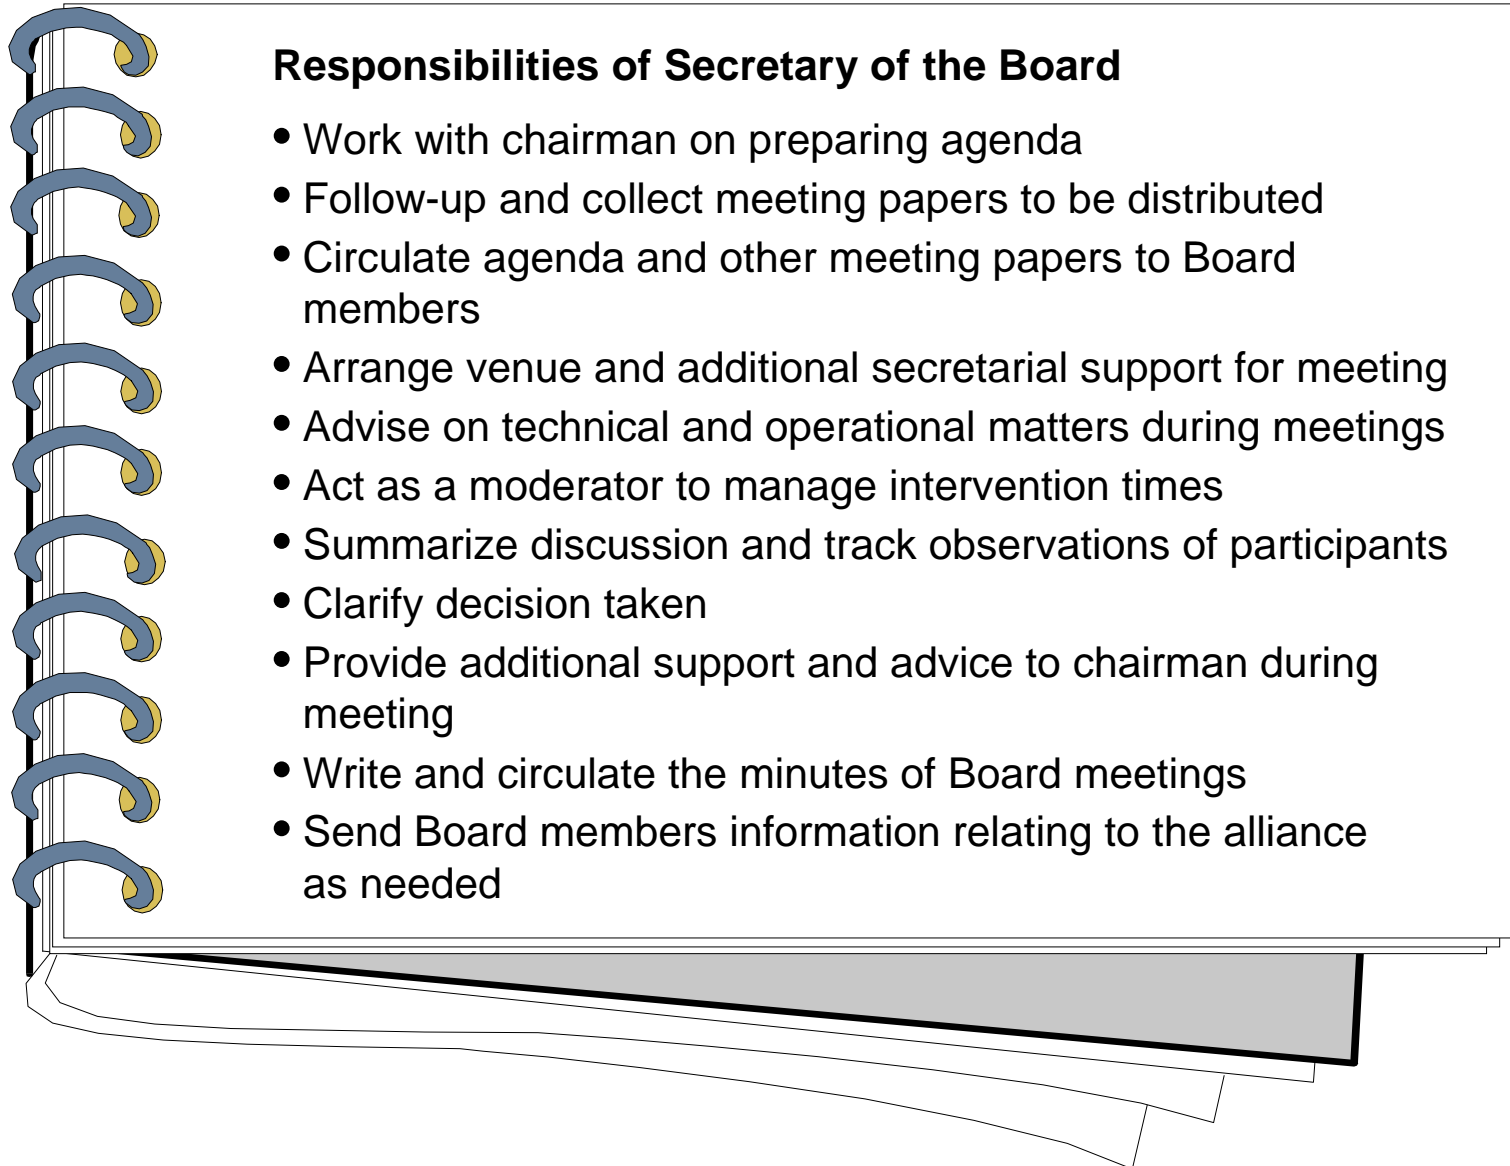 Responsibilities of Secretary of the Board
• Work with chairman on preparing agenda
• Follow-up and collect meeting papers to be distributed
• Circulate agenda and other meeting papers to Board
members
• Arrange venue and additional secretarial support for meeting
• Advise on technical and operational matters during meetings
• Act as a moderator to manage intervention times
• Summarize discussion and track observations of participants
• Clarify decision taken
• Provide additional support and advice to chairman during
meeting
• Write and circulate the minutes of Board meetings
• Send Board members information relating to the alliance
as needed